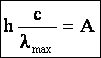 h c/λmax = A